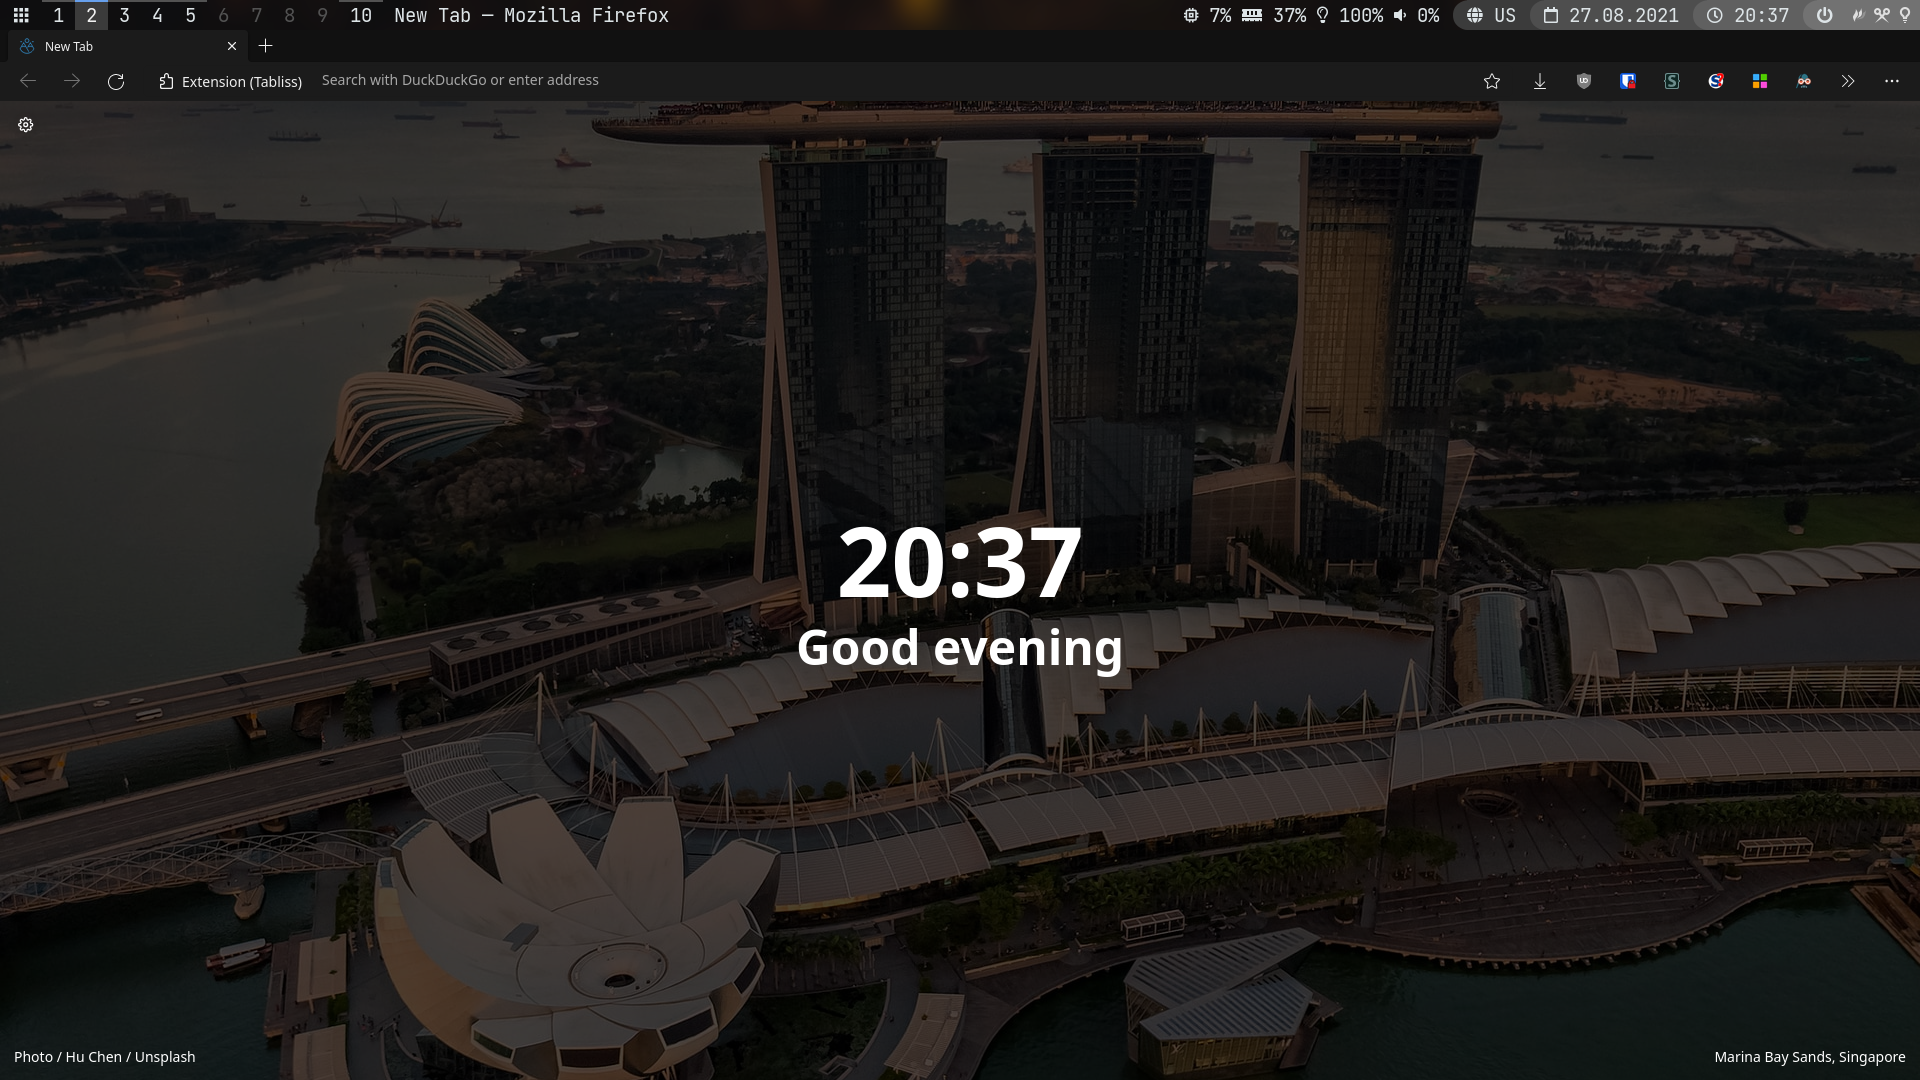 1 2 3 4 5 6 7 8 9 10 New Tab — Mozilla Firefox 7% 37% 100% 0% US 27.08.2021 20:37
New Tab
Extension (Tabliss) Search with DuckDuckGo or enter address
20:37
Good evening
Photo / Hu Chen / Unsplash
Marina Bay Sands, Singapore